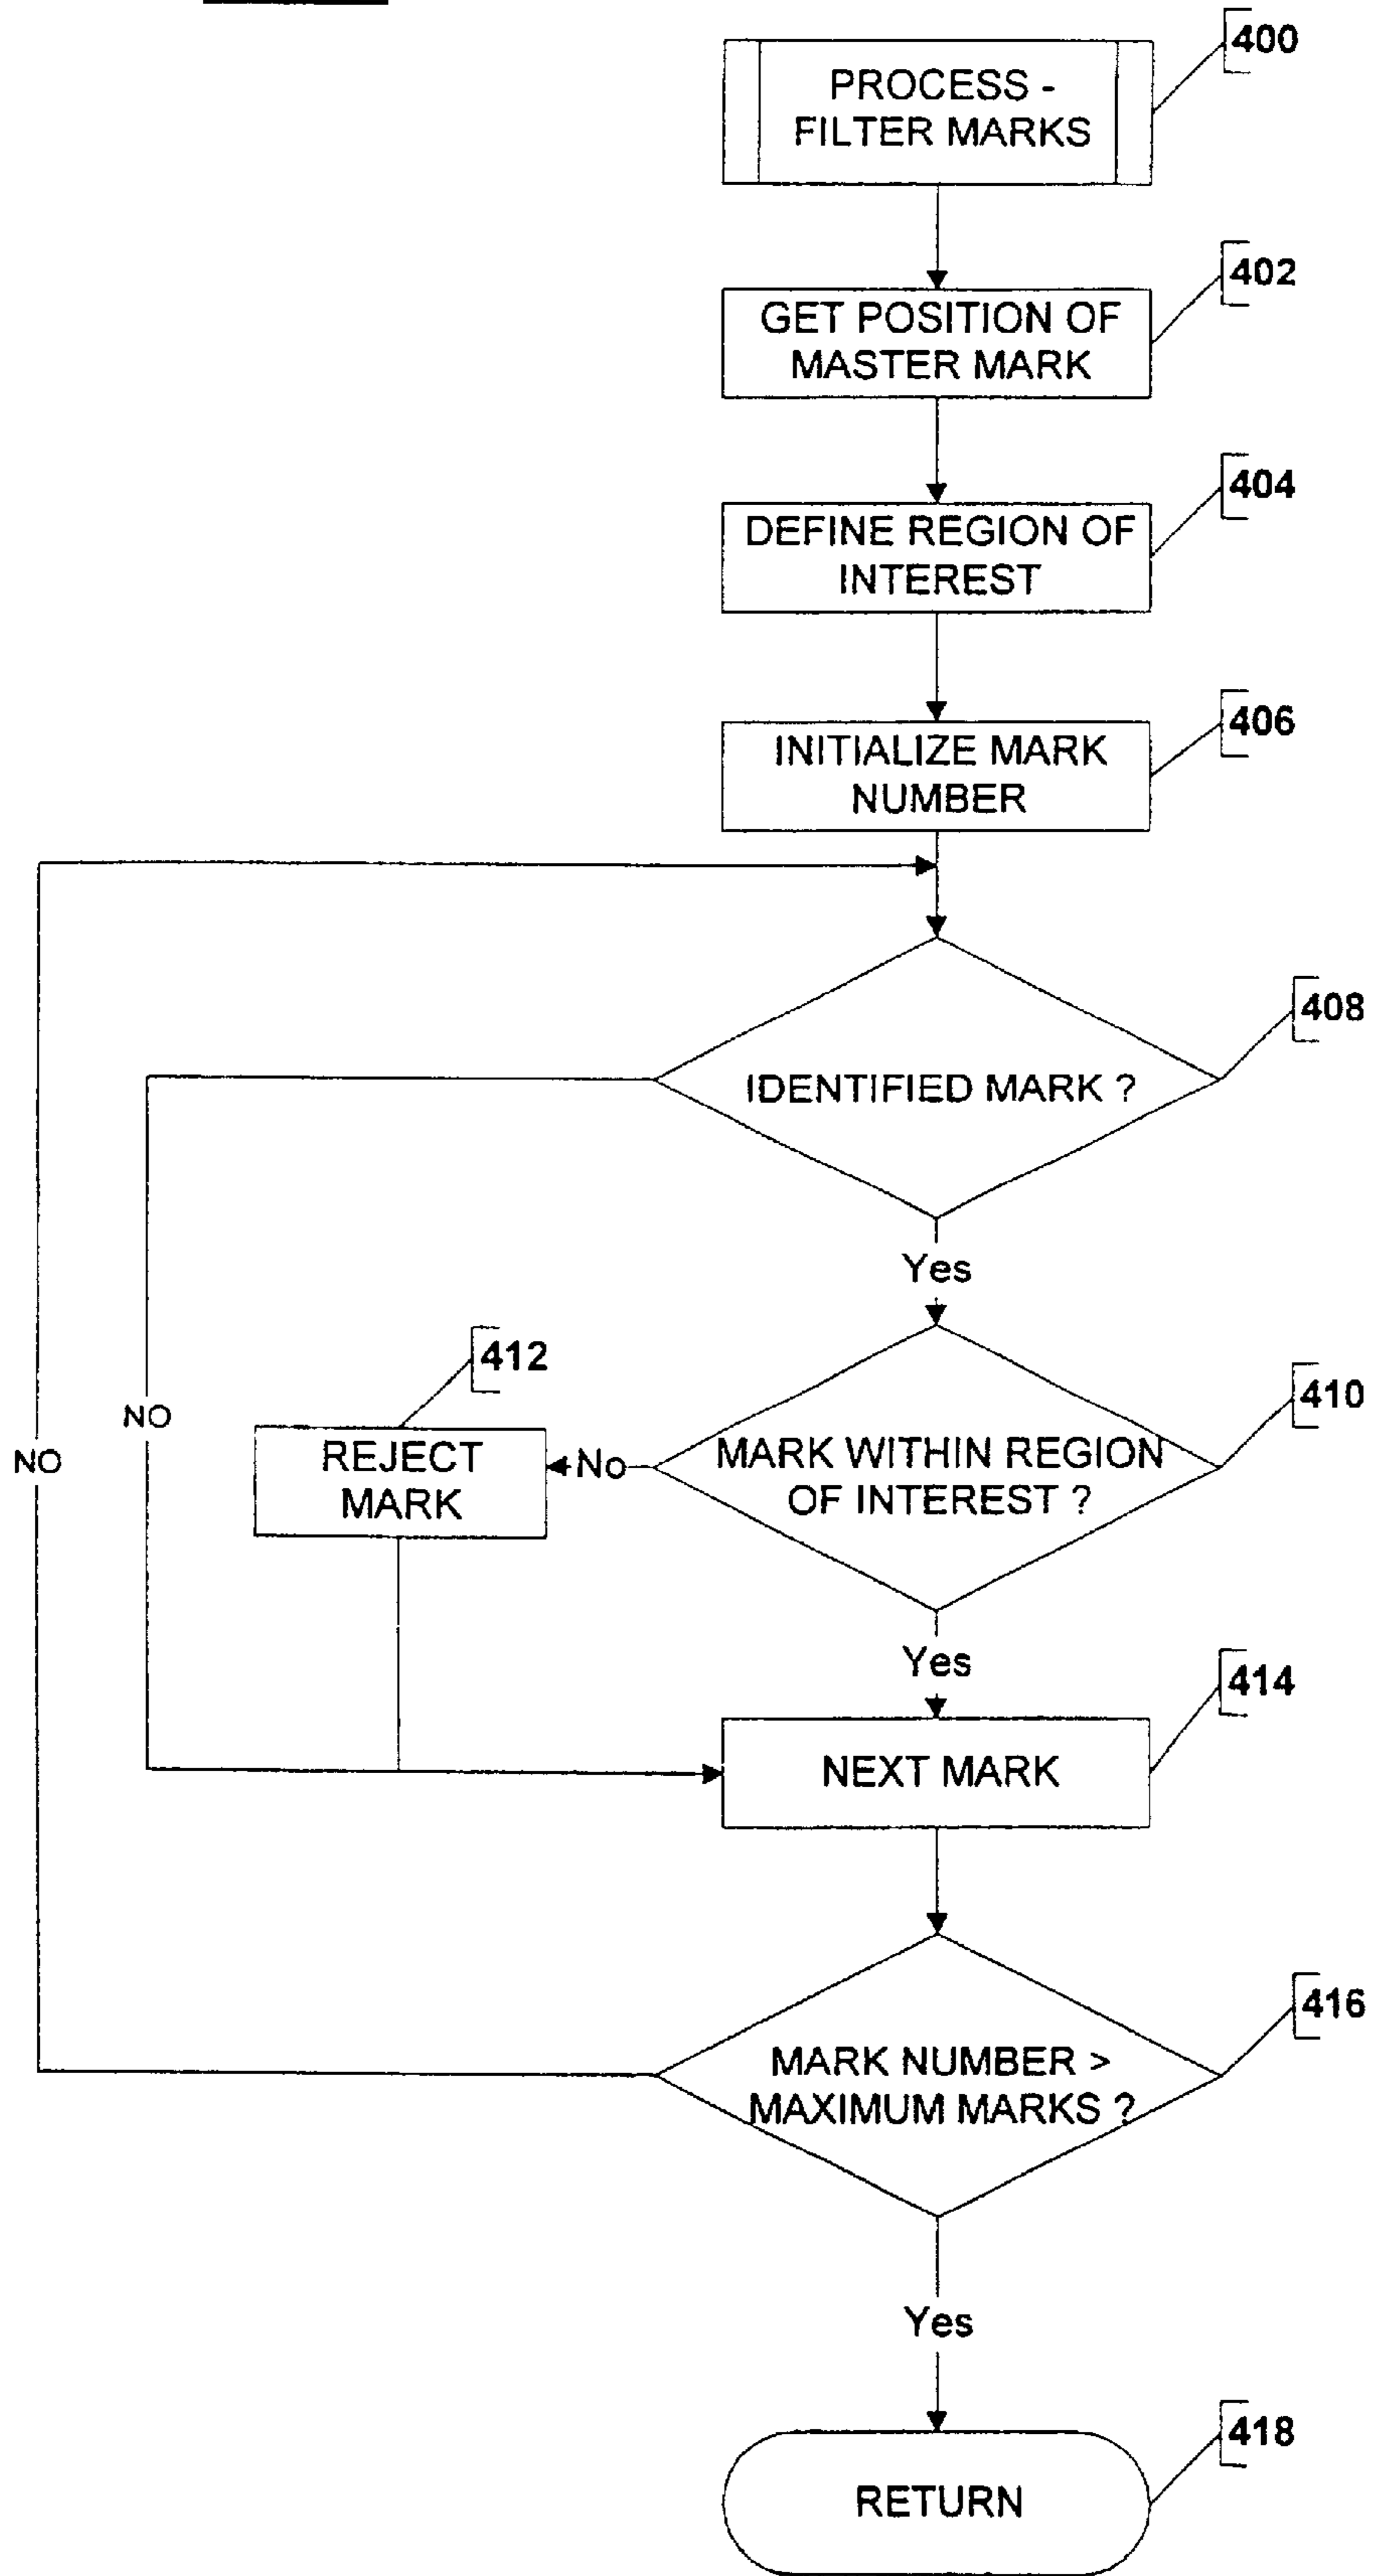 400
PROCESS -
FILTER MARKS
402
GET POSITION OF
MASTER MARK
404
DEFINE REGION OF
INTEREST
406
INITIALIZE MARK
NUMBER
408
IDENTIFIED MARK ?
Yes
412
410
NO
REJECT
MARK
No
MARK WITHIN REGION
OF INTEREST ?
NO
Yes
414
NEXT MARK
416
MARK NUMBER >
MAXIMUM MARKS ?
Yes
418
RETURN